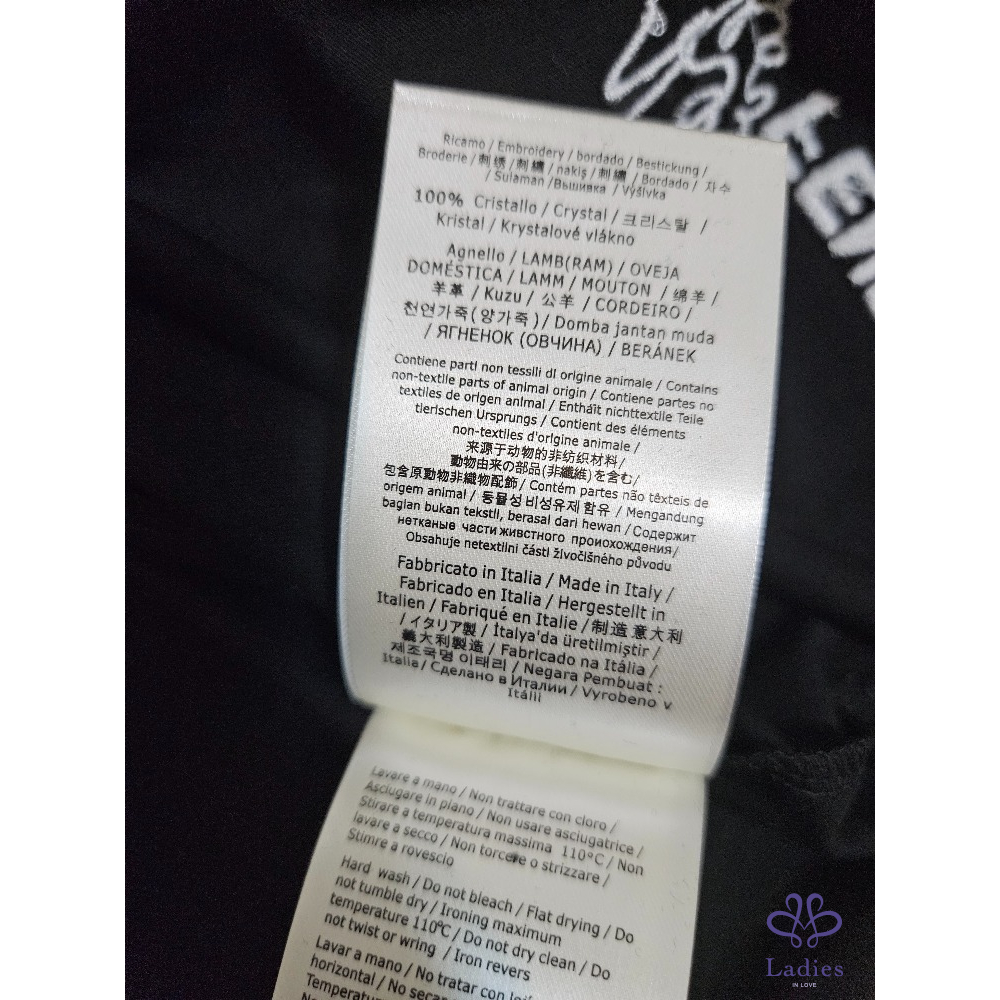 Ricamo / Embroidery / bordado / Bestickung /
Broderie / 刺绣 / 刺繍 / nakiş / 刺繡 / Bordado / 자수
/ Sulaman /Вышивка / Výšivka
100% Cristallo / Crystal / 크리스탈 /
Kristal / Krystalové vlákno
Agnello / LAMB(RAM) / OVEJA
DOMÉSTICA / LAMM / MOUTON / 绵羊 /
羊革 / Kuzu / 公羊 / CORDEIRO /
천연가죽(양가죽)/ Domba jantan muda
/ ЯГНЕНОК (ОВЧИНА) / BERÁNEK
Contiene parti non tessili di origine animale / Contains
non-textile parts of animal origin / Contiene partes no
textiles de origen animal / Enthält nichttextile Teile
tierischen Ursprungs / Contient des éléments
non-textiles d'origine animale /
来源于动物的非纺织材料/
動物由来の部品(非繊維)を含む/
包含原動物非織物配飾/ Contém partes não têxteis de
origem animal / 동물성비성유제함유 / Mengandung
bagian bukan tekstil, berasal dari hewan / Содержит
нетканые части живстного происхождения/
Obsahuje netextilní části živočišného původu
Fabbricato in Italia / Made in Italy /
Fabricado en Italia / Hergestellt in
Italien / Fabriqué en Italie / 制造意大利
/ イタリア製 / İtalya'da üretilmiştir /
義大利製造 / Fabricado na Itália /
제조국명 이태리 / Negara Pembuat :
Italia / Сделано в Италии / Vyrobeno v
Itálii
Lavare a mano / Non trattare con cloro /
Asciugare in piano / Non usare asciugatrice /
Stirare a temperatura massima 110°C / Non
lavare a secco / Non torcere o strizzare /
Stimre a rovescio
Hard wash / Do not bleach / Flat drying / Do
not tumble dry / Ironing maximum
temperature 110°C / Do not dry clean / Do
not twist or wring / Iron revers
Lavar a mano / No tratar con
horizontal / No
Ladies
IN LOVE